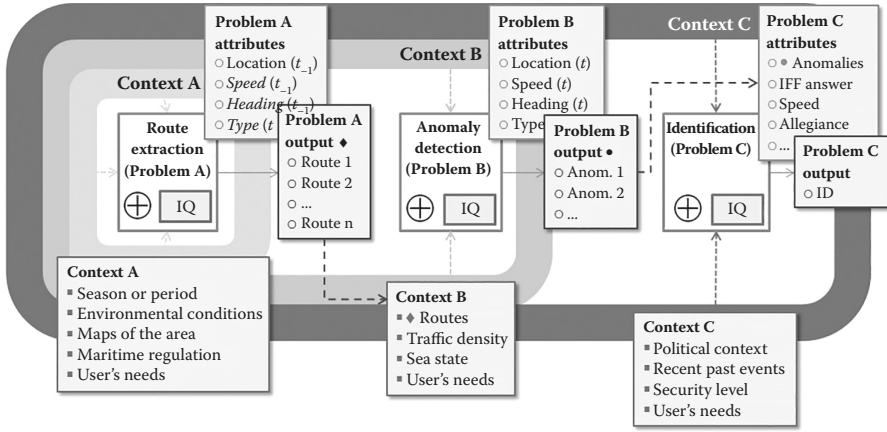 Context A
Context B
Context C
Problem A
attributes
Location (t–1)
Speed (t–1)
Heading (t–1)
Type (t
Route
extraction
(Problem A)
IQ
Problem A
output ♦
Route 1
Route 2
...
Route n
Context A
Season or period
Environmental conditions
Maps of the area
Maritime regulation
User's needs
Problem B
attributes
Location (t)
Speed (t)
Heading (t)
Type
Anomaly
detection
(Problem B)
IQ
Problem B
output •
Anom. 1
Anom. 2
...
Context B
♦ Routes
Traffic density
Sea state
User's needs
Problem C
attributes
• Anomalies
IFF answer
Speed
Allegiance
...
Identification
(Problem C)
IQ
Problem C
output
ID
Context C
Political context
Recent past events
Security level
User's needs